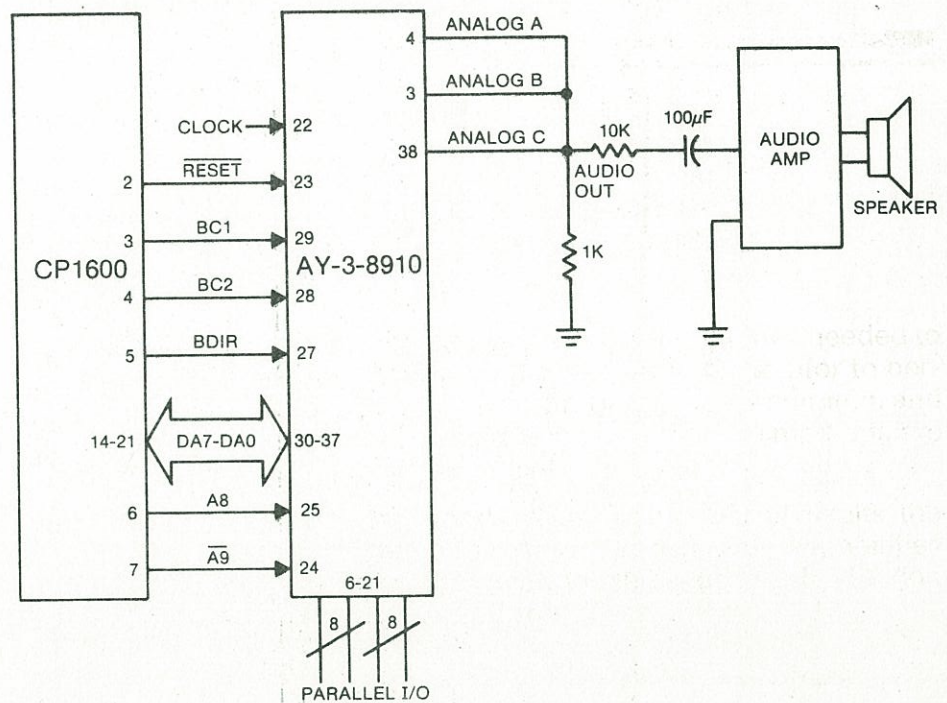 ANALOG A
4
ANALOG B
3
ANALOG C
38
10K
100µF
AUDIO
AMP
AUDIO
OUT
SPEAKER
1K
CLOCK
22
2
RESET
23
3
BC1
29
CP1600
AY-3-8910
4
BC2
28
5
BDIR
27
14-21
DA7-DA0
30-37
6
A8
25
7
A9
24
6-21
8
8
PARALLEL I/O